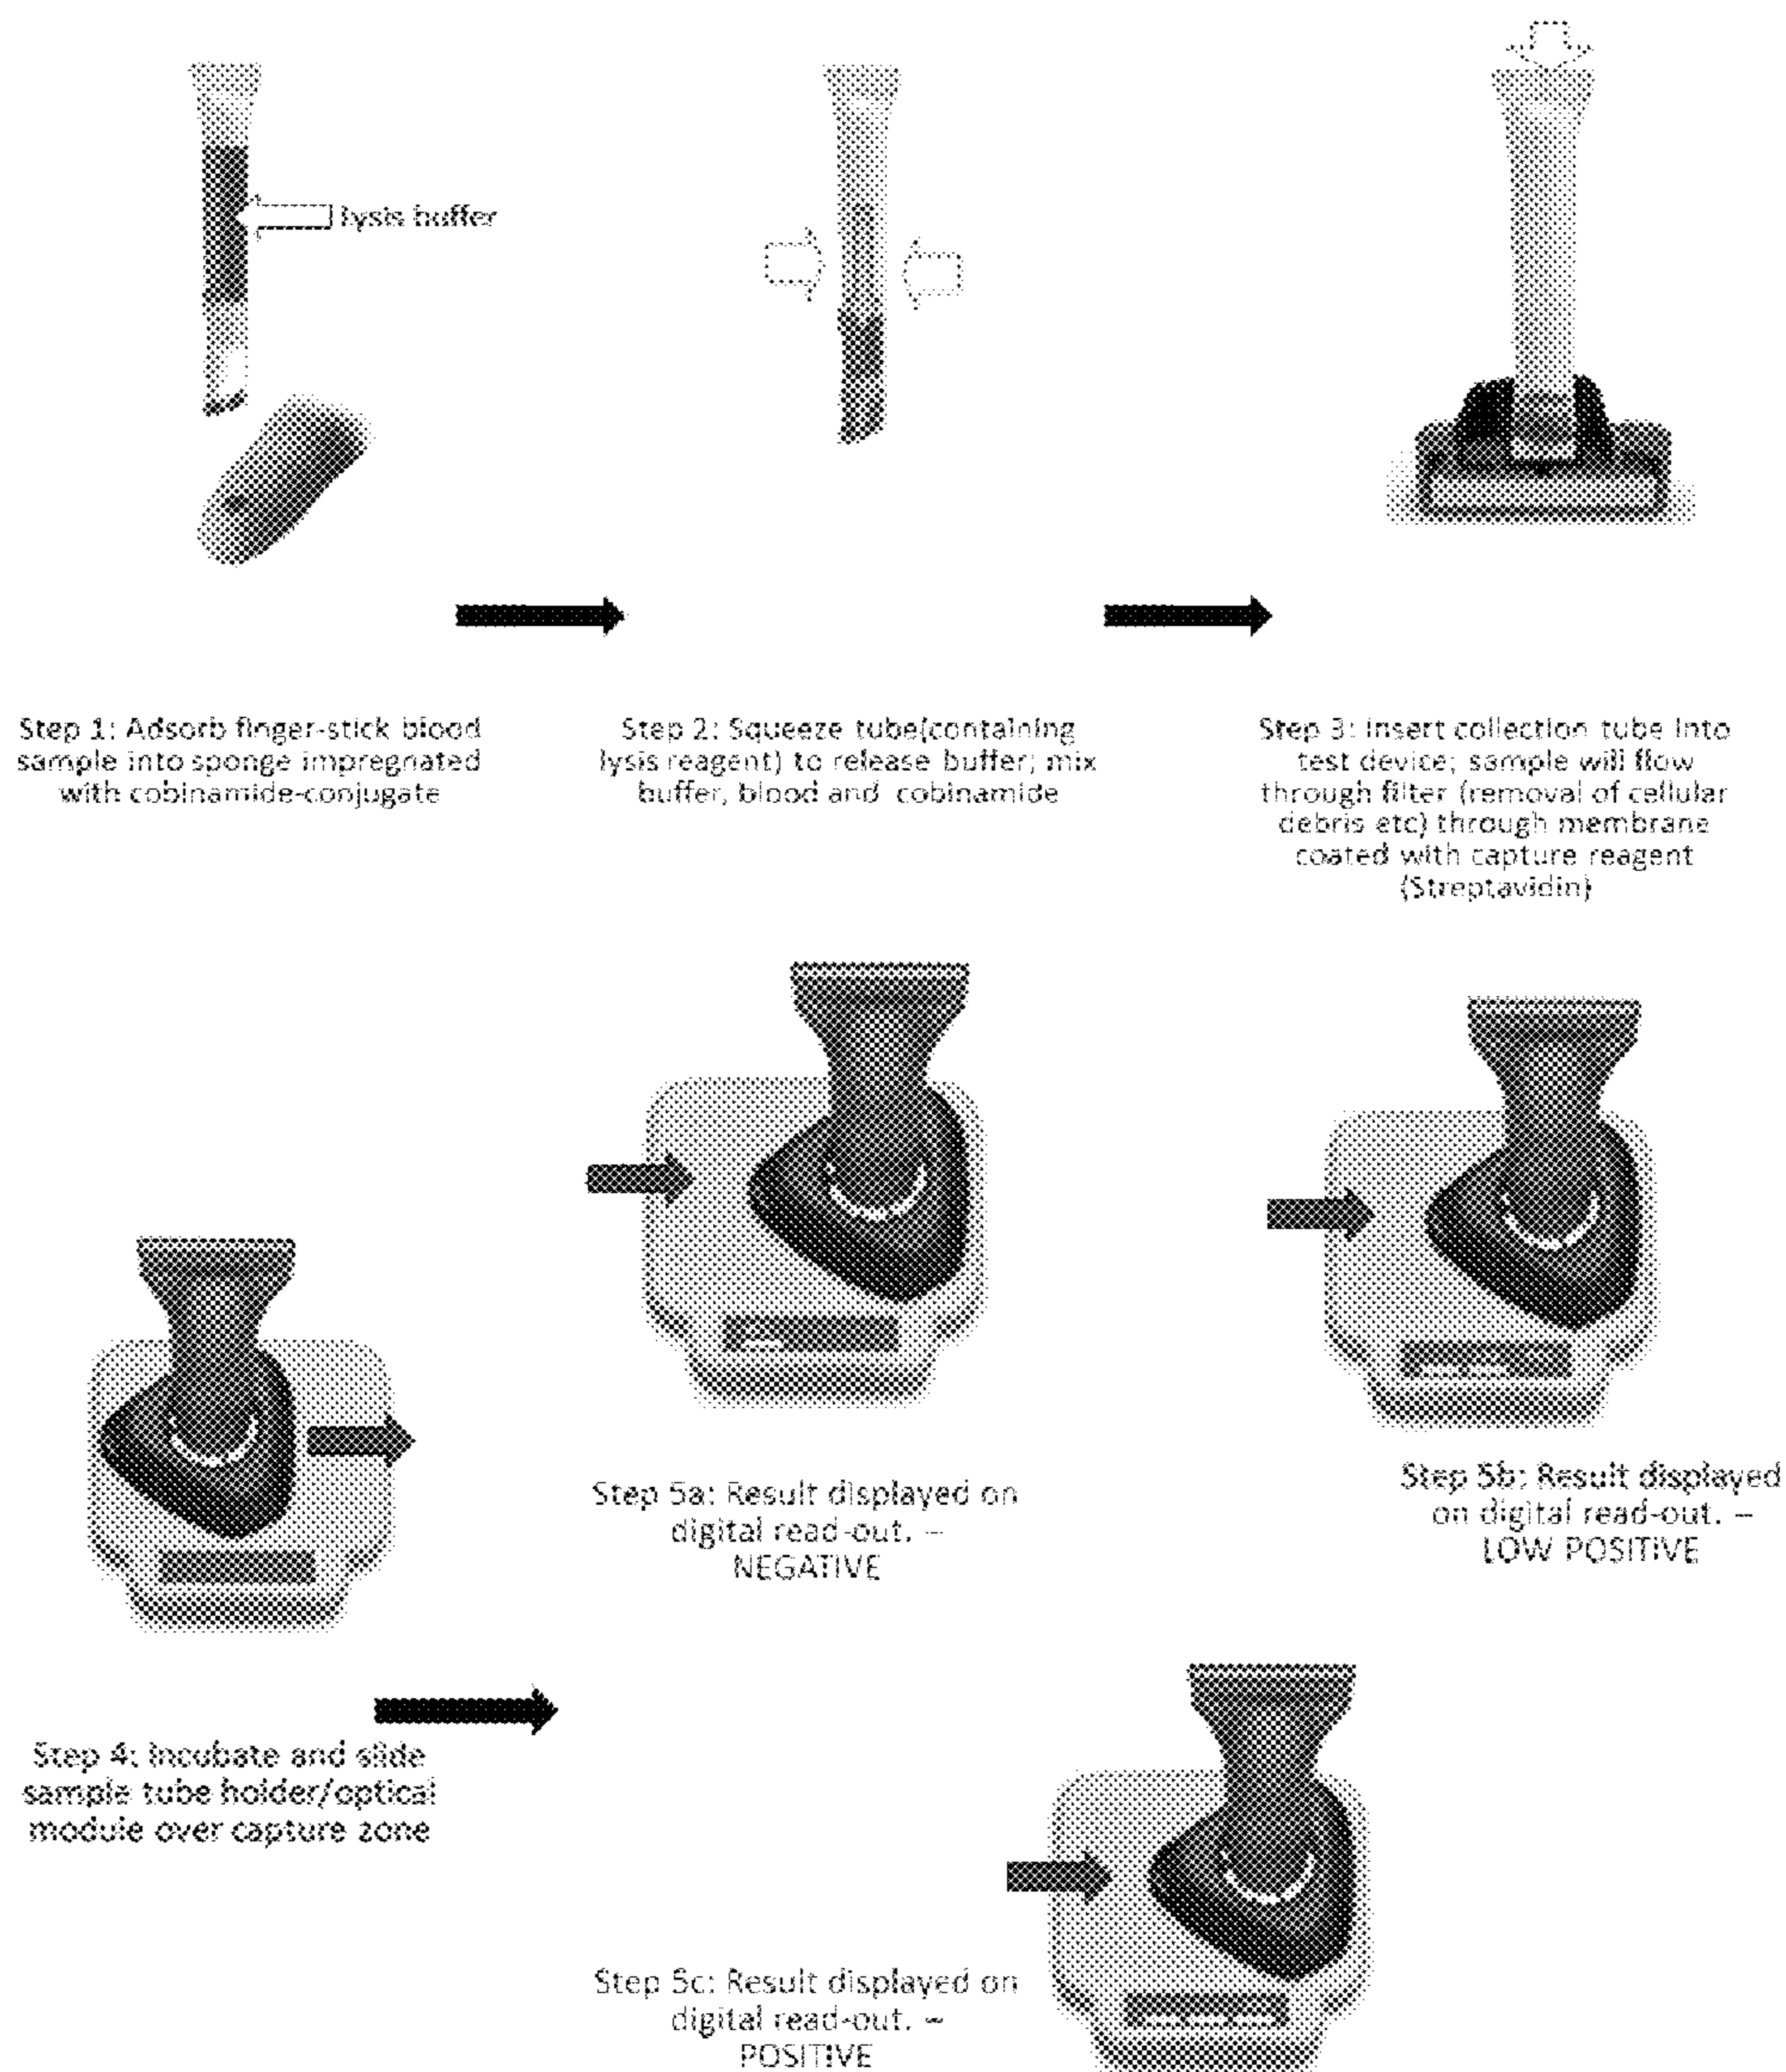 lysis buffer
Step 1: Adsorb finger-stick blood
sample into sponge impregnated
with cobinamide-conjugate
Step 2: Squeeze tube(containing
lysis reagent) to release buffer; mix
buffer, blood and cobinamide
Step 3: Insert collection tube into
test device; sample will flow
through filter (removal of cellular
debris etc) through membrane
coated with capture reagent
(Streptavidin)
Step 4: Incubate and slide
sample tube holder/optical
module over capture zone
Step 5a: Result displayed on
digital read-out. –
NEGATIVE
Step 5b: Result displayed
on digital read-out. –
LOW POSITIVE
Step 5c: Result displayed on
digital read-out. –
POSITIVE